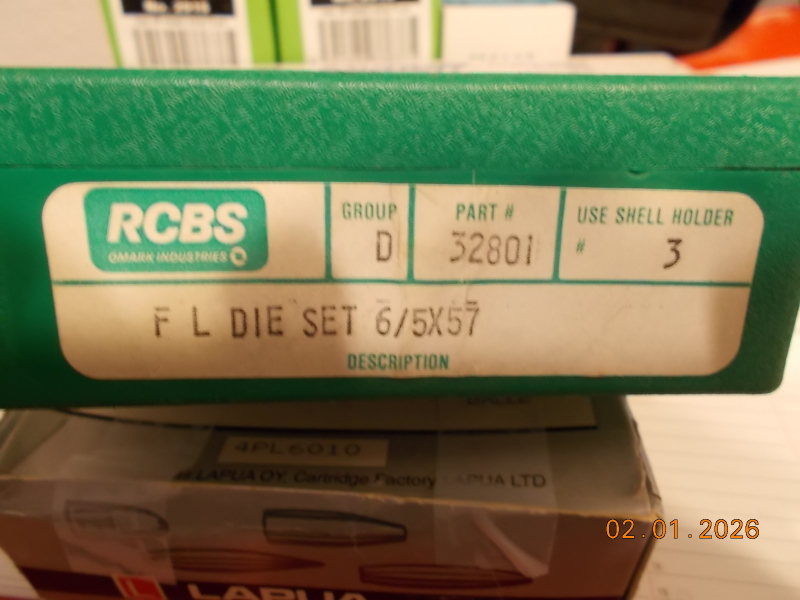 RCBS
OMARK INDUSTRIES
GROUP
D
PART #
32801
USE SHELL HOLDER
# 3
F L DIE SET 6/5X57
DESCRIPTION
4PL6010
LAPUA OY, Cartridge Factory LAPUA LTD
LAPUA
02.01.2026